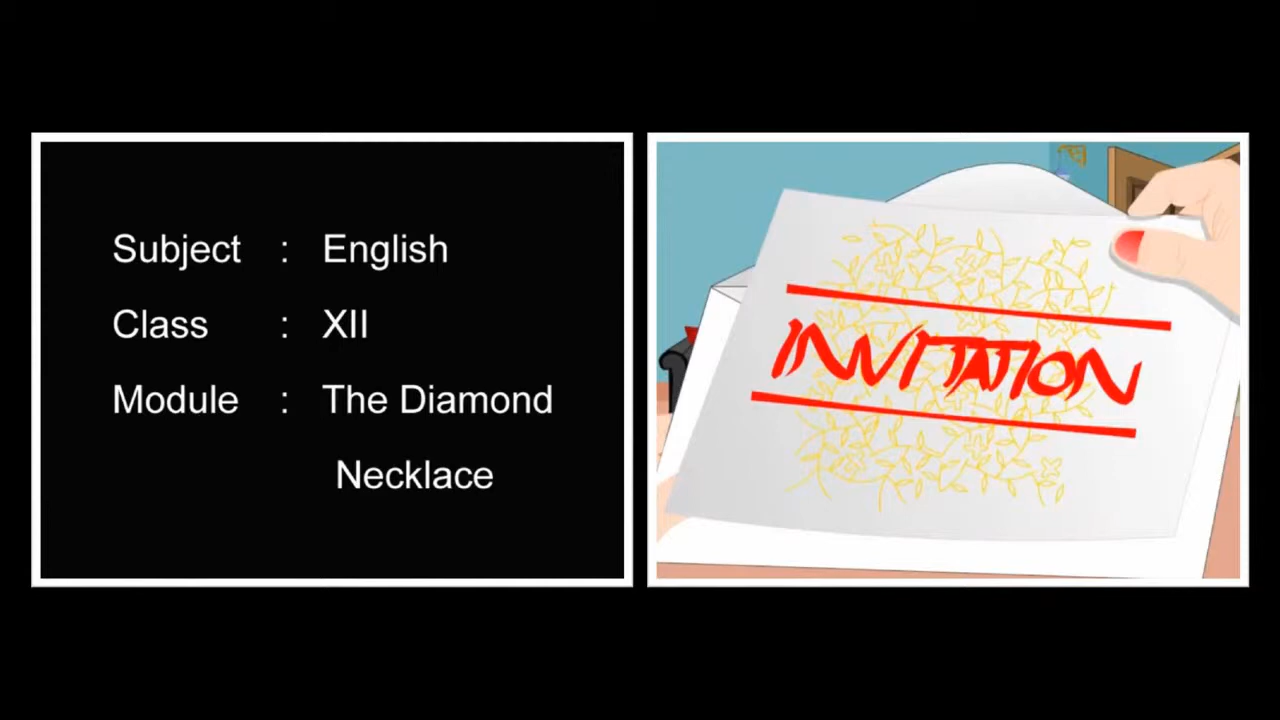 Subject : English
Class : XII
Module : The Diamond
Necklace
INVITATION